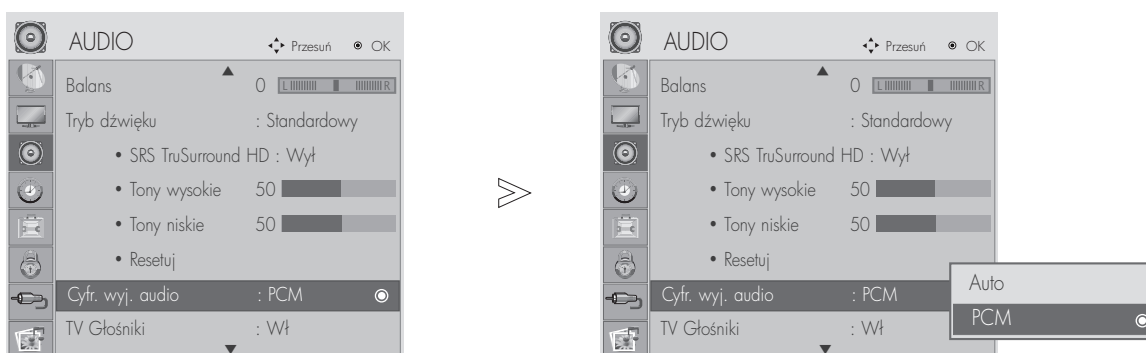 AUDIO
Przesuń OK
Balans 0 L R
Tryb dźwięku : Standardowy
• SRS TruSurround HD : Wył
• Tony wysokie 50
• Tony niskie 50
• Resetuj
Cyfr. wyj. audio : PCM
TV Głośniki : Wł
AUDIO
Przesuń OK
Balans 0 L R
Tryb dźwięku : Standardowy
• SRS TruSurround HD : Wył
• Tony wysokie 50
• Tony niskie 50
• Resetuj
Cyfr. wyj. audio : PCM
TV Głośniki : Wł
Auto
PCM